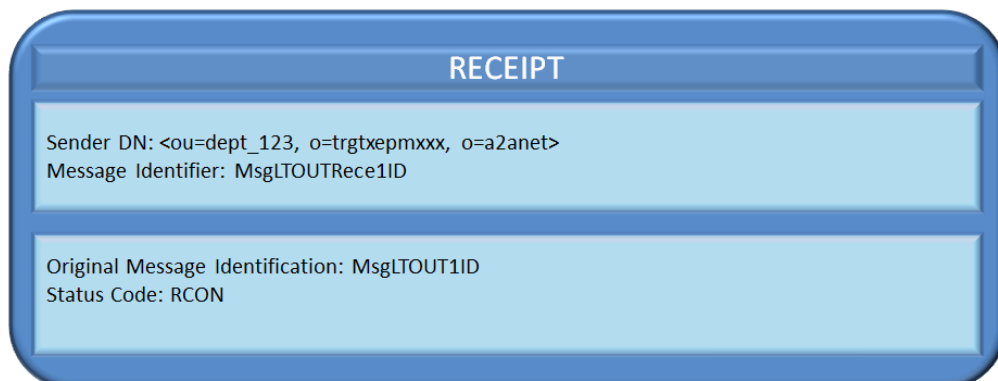 RECEIPT
Sender DN: <ou=dept_123, o=trgtxepmxxx, o=a2anet>
Message Identifier: MsgLTOUTRece1ID
Original Message Identification: MsgLTOUT1ID
Status Code: RCON